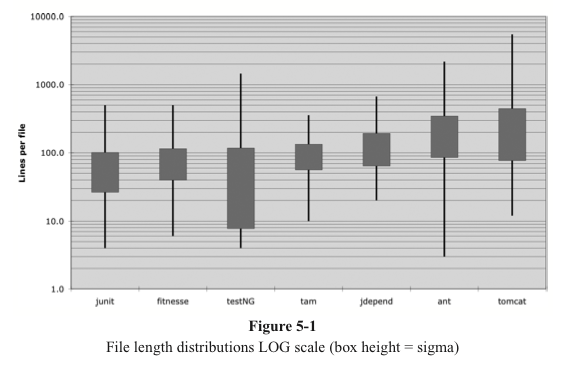 10000.0
1000.0
100.0
10.0
1.0
Lines per file
junit fitnesse testNG tam jdepend ant tomcat
Figure 5-1
File length distributions LOG scale (box height = sigma)